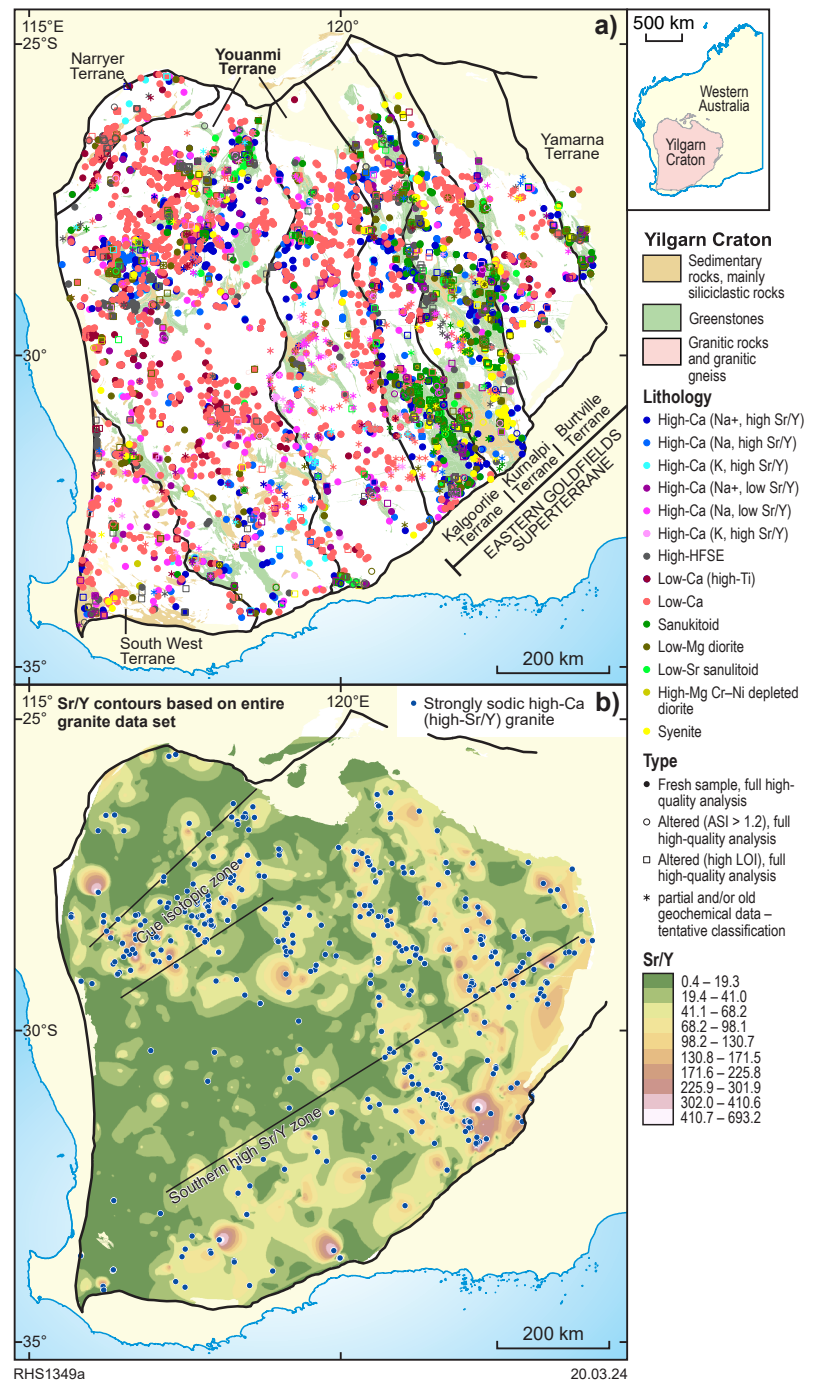 115°E
120°
25°S
a)
Narryer
Terrane
Youanmi
Terrane
Yamarna
Terrane
30°
Kalgoorlie
Terrane
Kurnalpi
Terrane
Burtville
Terrane
EASTERN GOLDFIELDS
SUPERTERRANE
South West
Terrane
35°
200 km
500 km
Western
Australia
Yilgarn
Craton
Yilgarn Craton
Sedimentary
rocks, mainly
siliciclastic rocks
Greenstones
Granitic rocks
and granitic
gneiss
Lithology
High-Ca (Na+, high Sr/Y)
High-Ca (Na, high Sr/Y)
High-Ca (K, high Sr/Y)
High-Ca (Na+, low Sr/Y)
High-Ca (Na, low Sr/Y)
High-Ca (K, high Sr/Y)
High-HFSE
Low-Ca (high-Ti)
Low-Ca
Sanukitoid
Low-Mg diorite
Low-Sr sanulitoid
High-Mg Cr–Ni depleted
diorite
Syenite
Type
Fresh sample, full high-
quality analysis
Altered (ASI > 1.2), full
high-quality analysis
Altered (high LOI), full
high-quality analysis
partial and/or old
geochemical data –
tentative classification
Sr/Y
0.4 – 19.3
19.4 – 41.0
41.1 – 68.2
68.2 – 98.1
98.2 – 130.7
130.8 – 171.5
171.6 – 225.8
225.9 – 301.9
302.0 – 410.6
410.7 – 693.2
115°
120°E
25°
Sr/Y contours based on entire
granite data set
Strongly sodic high-Ca
(high-Sr/Y) granite
b)
Cue isotopic zone
30°S
Southern high Sr/Y zone
35°
200 km
RHS1349a
20.03.24